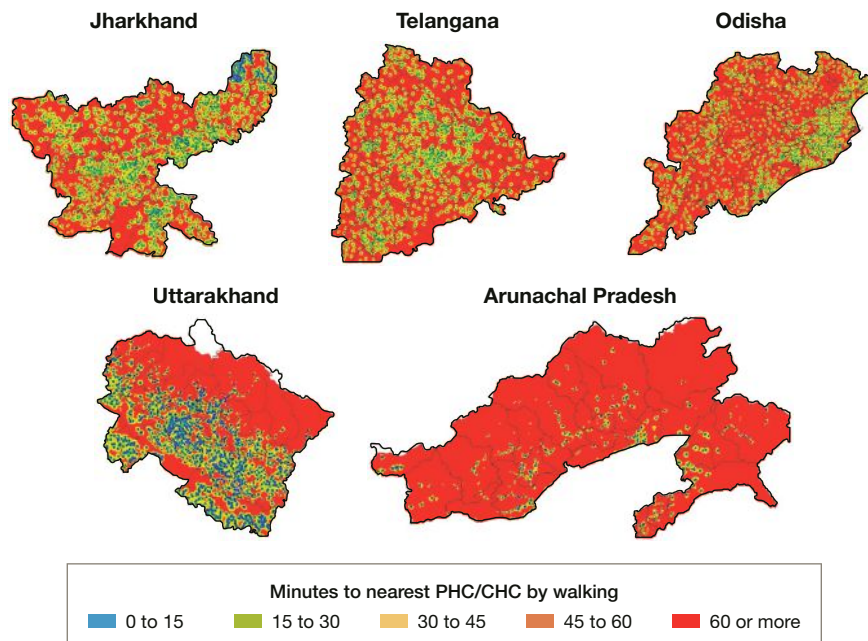 Jharkhand
Telangana
Odisha
Uttarakhand
Arunachal Pradesh
Minutes to nearest PHC/CHC by walking
0 to 15
15 to 30
30 to 45
45 to 60
60 or more